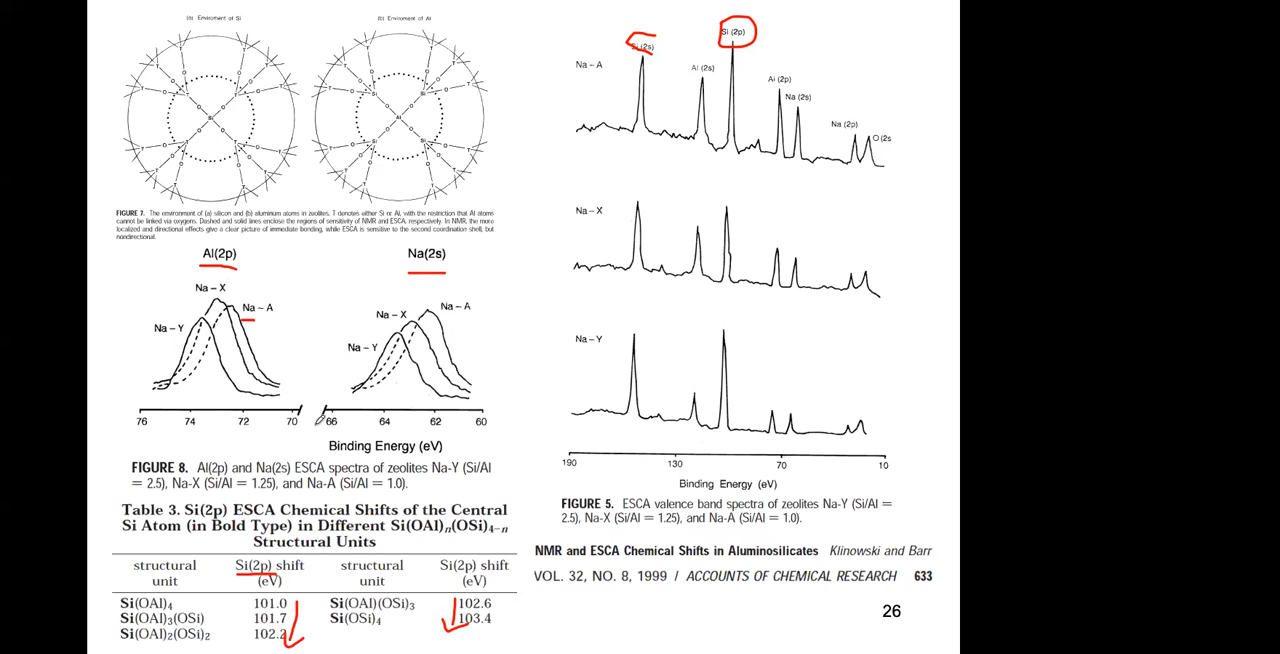 (a) Enviroment of Si
(b) Enviroment of Al
FIGURE 7. The environment of (a) silicon and (b) aluminum atoms in zeolites. T denotes either Si or Al, with the restriction that Al atoms
cannot be linked via oxygens. Dashed and solid lines enclose the regions of sensitivity of NMR and ESCA, respectively. In NMR, the more
localized and directional effects give a clear picture of immediate bonding, while ESCA is sensitive to the second coordination shell, but
nondirectional.
Al(2p)
Na(2s)
Na – X
Na – A
Na – Y
Na – A
Na – X
Na – Y
76 74 72 70 66 64 62 60
Binding Energy (eV)
FIGURE 8. Al(2p) and Na(2s) ESCA spectra of zeolites Na-Y (Si/Al
= 2.5), Na-X (Si/Al = 1.25), and Na-A (Si/Al = 1.0).
Table 3. Si(2p) ESCA Chemical Shifts of the Central
Si Atom (in Bold Type) in Different Si(OAl)n(OSi)4-n
Structural Units
structural Si(2p) shift structural Si(2p) shift
unit (eV) unit (eV)
Si(OAl)4 101.0 Si(OAl)(OSi)3 102.6
Si(OAl)3(OSi) 101.7 Si(OSi)4 103.4
Si(OAl)2(OSi)2 102.2
Si (2s)
Si (2p)
Na – A
Al (2s)
Al (2p)
Na (2s)
Na (2p)
O (2s
Na – X
Na – Y
190 130 70 10
Binding Energy (eV)
FIGURE 5. ESCA valence band spectra of zeolites Na-Y (Si/Al =
2.5), Na-X (Si/Al = 1.25), and Na-A (Si/Al = 1.0).
NMR and ESCA Chemical Shifts in Aluminosilicates Klinowski and Barr
VOL. 32, NO. 8, 1999 / ACCOUNTS OF CHEMICAL RESEARCH 633
26